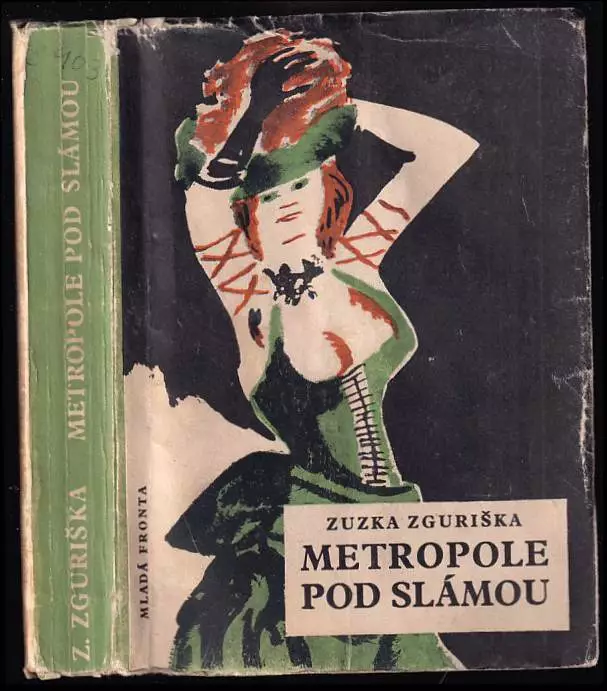 Z. ZGURIŠKA METROPOLE POD SLÁMOU
MLADÁ FRONTA
ZUZKA ZGURIŠKA
METROPOLE
POD SLÁMOU